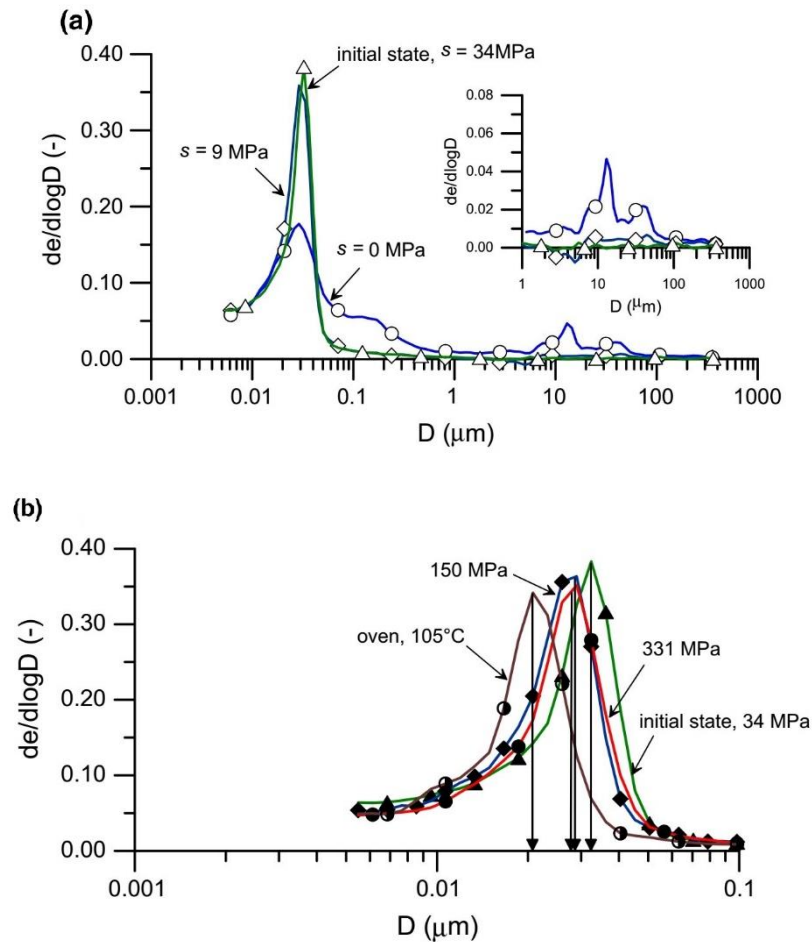 (a)
initial state, s = 34MPa
s = 9 MPa
s = 0 MPa
de/dlogD (-)
0.40
0.30
0.20
0.10
0.00
0.001
0.01
0.1
1
10
100
1000
D (μm)
de/dlogD
0.08
0.06
0.04
0.02
0.00
1
10
100
1000
D (μm)
(b)
150 MPa
oven, 105°C
331 MPa
initial state, 34 MPa
de/dlogD (-)
0.40
0.30
0.20
0.10
0.00
0.001
0.01
0.1
D (μm)